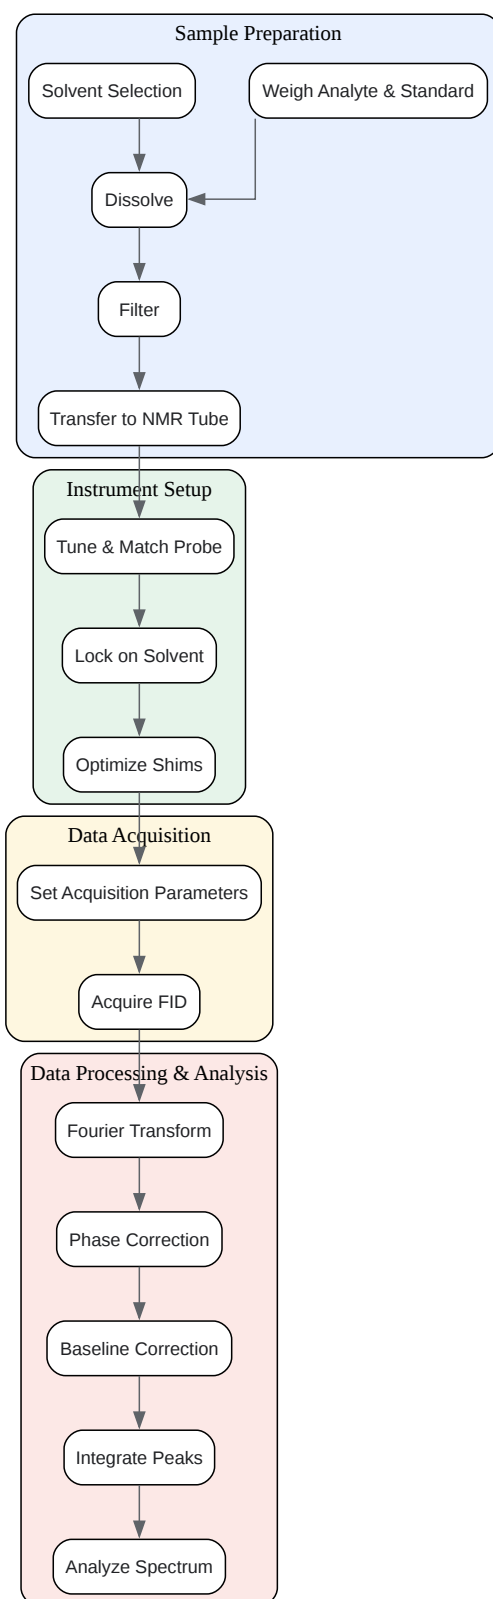 Sample Preparation
Solvent Selection
Weigh Analyte & Standard
Dissolve
Filter
Transfer to NMR Tube
Instrument Setup
Tune & Match Probe
Lock on Solvent
Optimize Shims
Data Acquisition
Set Acquisition Parameters
Acquire FID
Data Processing & Analysis
Fourier Transform
Phase Correction
Baseline Correction
Integrate Peaks
Analyze Spectrum